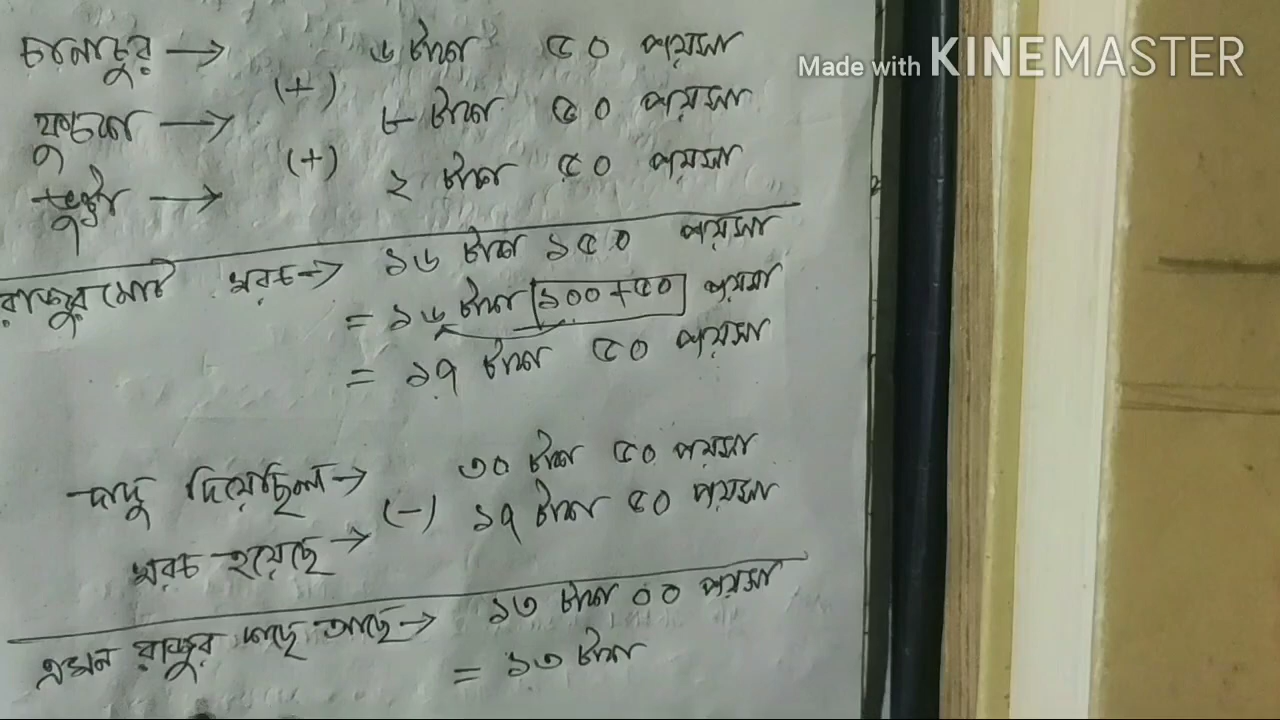 চানাচুর → ৬ টাকা ৫০ পয়সা
Made with KINEMASTER
ফুচকা → (+) ৮ টাকা ৫০ পয়সা
(+) ২ টাকা ৫০ পয়সা
রাজুর মোট খরচ → ১৬ টাকা ১৫০ পয়সা
= ১৬ টাকা ১০০+৫০ পয়সা
= ১৭ টাকা ৫০ পয়সা
দাদু দিয়েছিল → ৩০ টাকা ৫০ পয়সা
খরচ হয়েছে → (-) ১৭ টাকা ৫০ পয়সা
এখন রাজুর কাছে আছে → ১৩ টাকা ০০ পয়সা
= ১৩ টাকা